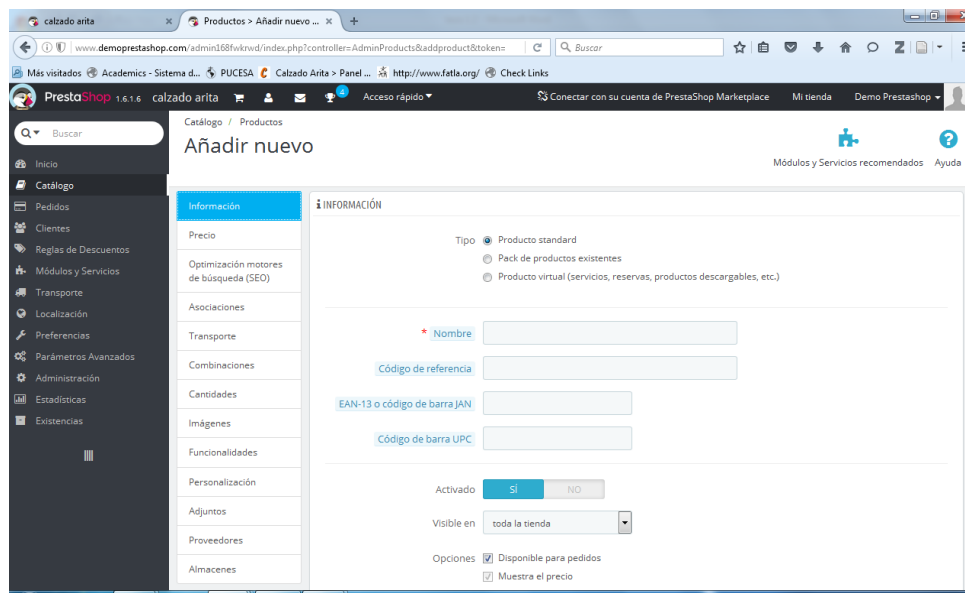 calzado arita
Productos > Añadir nuevo ...
www.demoprestashop.com/admin168fwkrwd/index.php?controller=AdminProducts&addproduct&token=
Buscar
Más visitados Academics - Sistema d... PUCESA Calzado Arita > Panel ... http://www.fatla.org/ Check Links
PrestaShop 1.6.1.6 calzado arita 4 Acceso rápido Conectar con su cuenta de PrestaShop Marketplace Mi tienda Demo Prestashop
Buscar
Inicio
Catálogo
Pedidos
Clientes
Reglas de Descuentos
Módulos y Servicios
Transporte
Localización
Preferencias
Parámetros Avanzados
Administración
Estadísticas
Existencias
Catálogo / Productos
Añadir nuevo
Módulos y Servicios recomendados Ayuda
Información
Precio
Optimización motores
de búsqueda (SEO)
Asociaciones
Transporte
Combinaciones
Cantidades
Imágenes
Funcionalidades
Personalización
Adjuntos
Proveedores
Almacenes
INFORMACIÓN
Tipo Producto standard
Pack de productos existentes
Producto virtual (servicios, reservas, productos descargables, etc.)
* Nombre
Código de referencia
EAN-13 o código de barra JAN
Código de barra UPC
Activado SÍ NO
Visible en toda la tienda
Opciones Disponible para pedidos
Muestra el precio